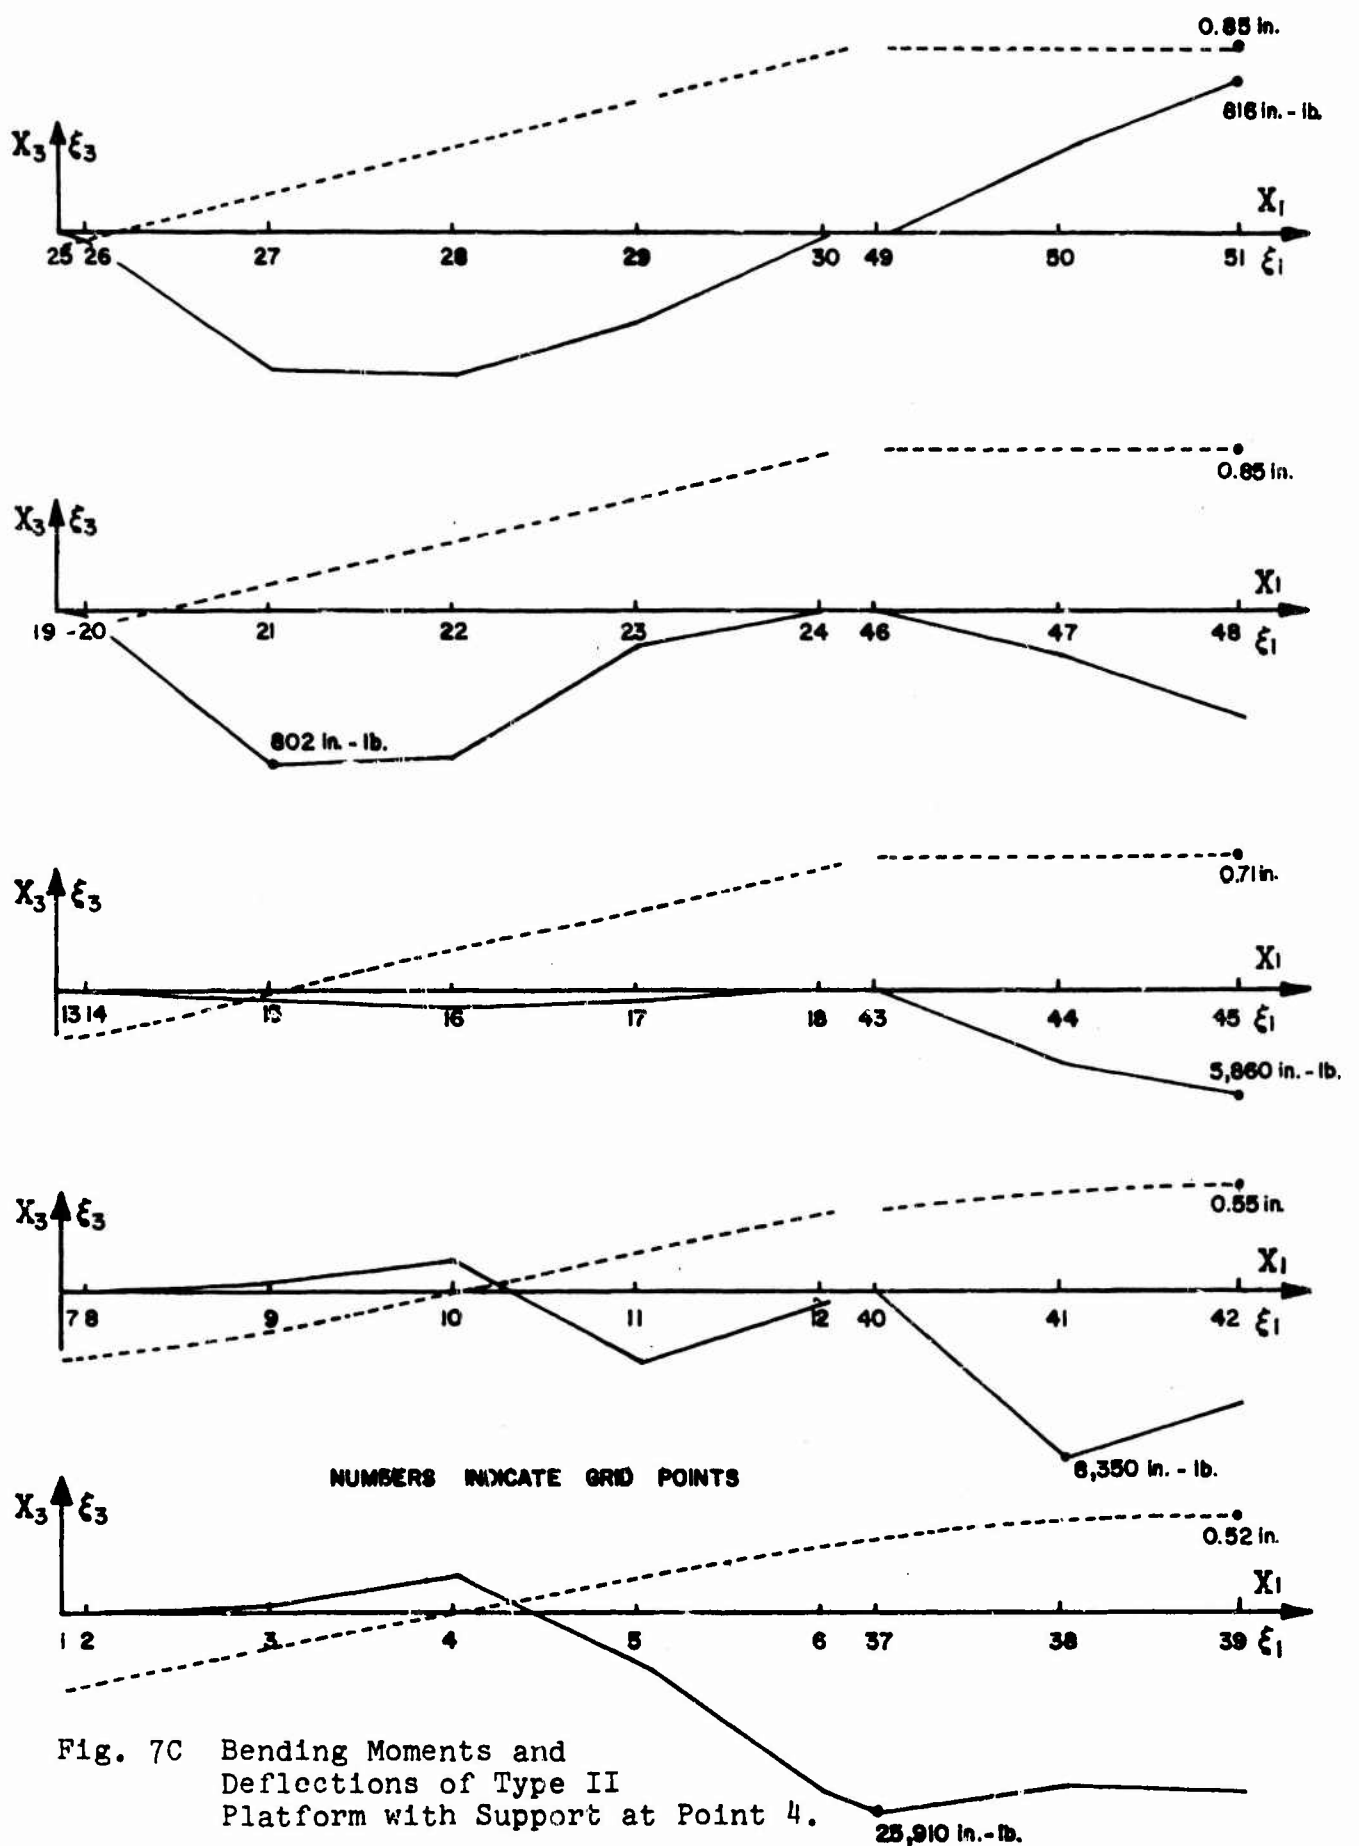 0.85 in.
816 in.-lb.
X₃ ξ₃
X₁
25 26 27 28 29 30 49 50 51 ξ₁
0.85 in.
X₃ ξ₃
X₁
19 -20 21 22 23 24 46 47 48 ξ₁
802 in.-lb.
0.71 in.
X₃ ξ₃
X₁
13 14 15 16 17 18 43 44 45 ξ₁
5,860 in.-lb.
X₃ ξ₃
0.55 in.
X₁
7 8 9 10 11 12 40 41 42 ξ₁
6,350 in.-lb.
NUMBERS INDICATE GRID POINTS
X₃ ξ₃
0.52 in.
X₁
1 2 3 4 5 6 37 38 39 ξ₁
Fig. 7C Bending Moments and
Deflections of Type II
Platform with Support at Point 4.
25,910 in.-lb.